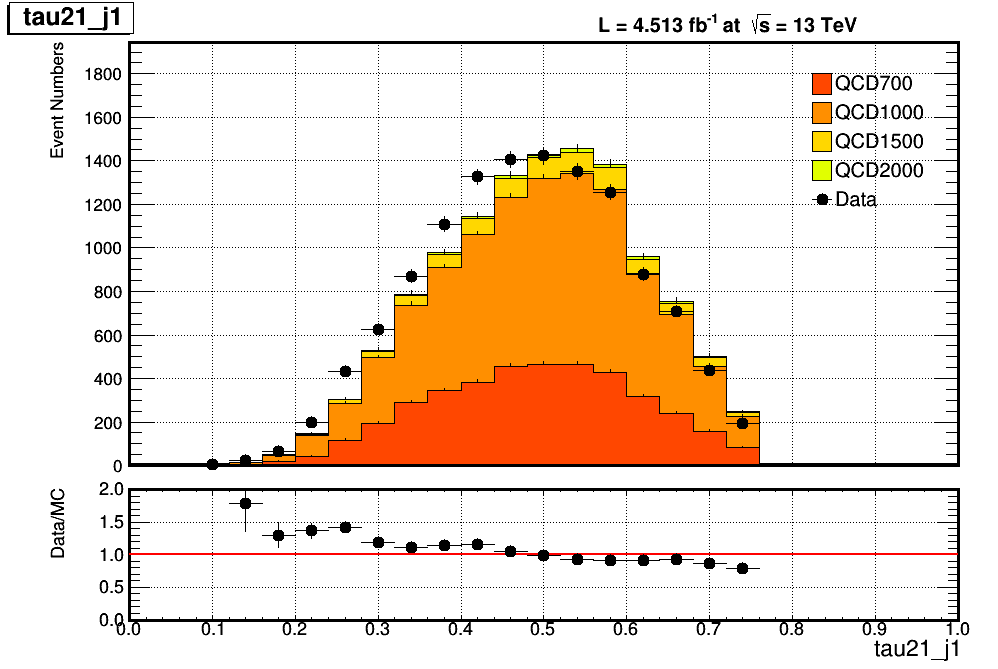 tau21_j1
L = 4.513 fb⁻¹ at √s = 13 TeV
Event Numbers
1800
1600
1400
1200
1000
800
600
400
200
0
QCD700
QCD1000
QCD1500
QCD2000
Data
Data/MC
2.0
1.5
1.0
0.5
0.0
0.0 0.1 0.2 0.3 0.4 0.5 0.6 0.7 0.8 0.9 1.0
tau21_j1